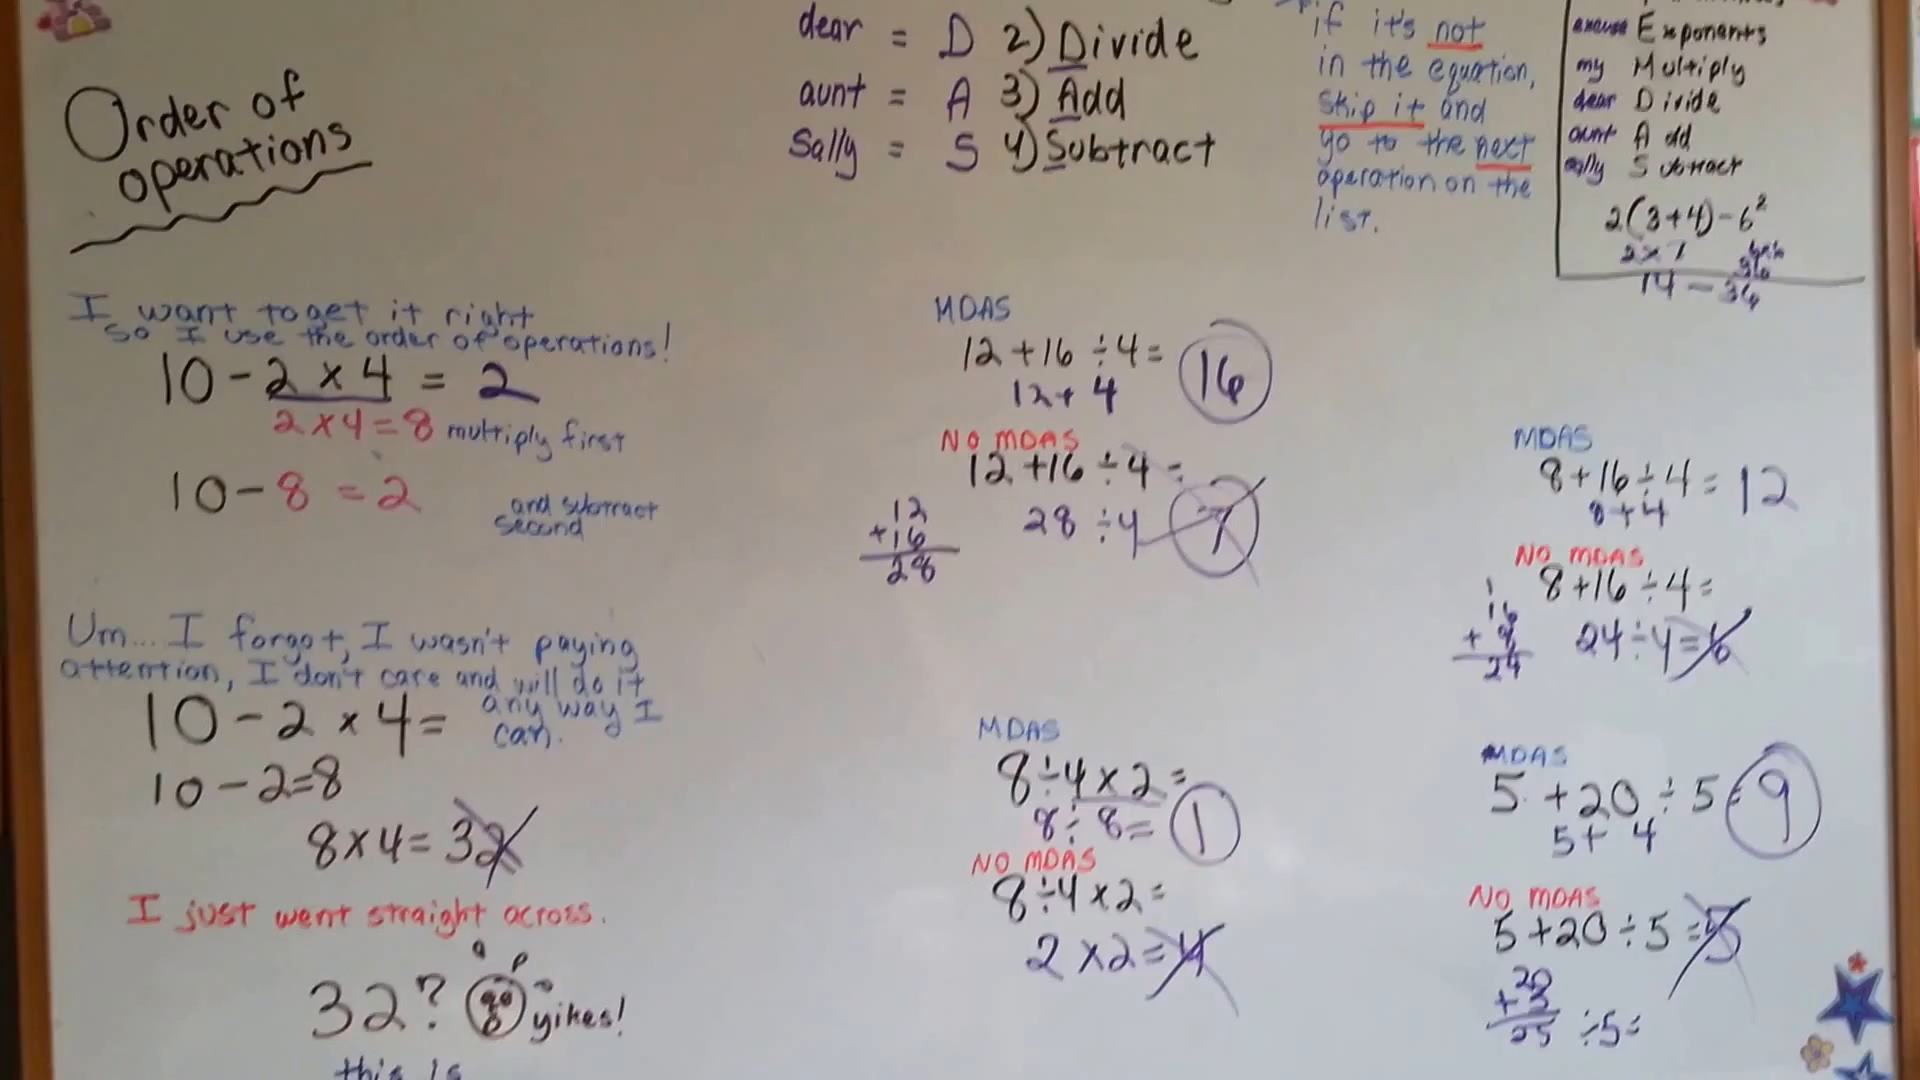 Order of
operations
dear = D 2) Divide
aunt = A 3) Add
Sally = S 4) Subtract
if it's not
in the equation,
skip it and
go to the next
operation on the
list.
excuse Exponents
my Multiply
dear Divide
aunt Add
sally Subtract
2(3+4)-6²
2×7
36
14 - 36
I want to get it right
so I use the order of operations!
10 - 2 × 4 = 2
2 × 4 = 8 multiply first
10 - 8 = 2
and subtract
second
Um... I forgot, I wasn't paying
attention, I don't care and will do it
any way I
can.
10 - 2 × 4 =
10 - 2 = 8
8 × 4 = 32
I just went straight across.
32? yikes!
this is
MDAS
12 + 16 ÷ 4 = 16
12 + 4
NO MDAS
12 + 16 ÷ 4 =
12
+16
28
28 ÷ 4 7
MDAS
8 ÷ 4 × 2 =
8 ÷ 8 = 1
NO MDAS
8 ÷ 4 × 2 =
2 × 2 = 4
MDAS
8 + 16 ÷ 4 = 12
8 + 4
NO MDAS
8 + 16 ÷ 4 =
1
16
+ 8
24
24 ÷ 4 = 6
MDAS
5 + 20 ÷ 5 = 9
5 + 4
NO MDAS
5 + 20 ÷ 5 = 5
20
+ 5
25 ÷ 5 =